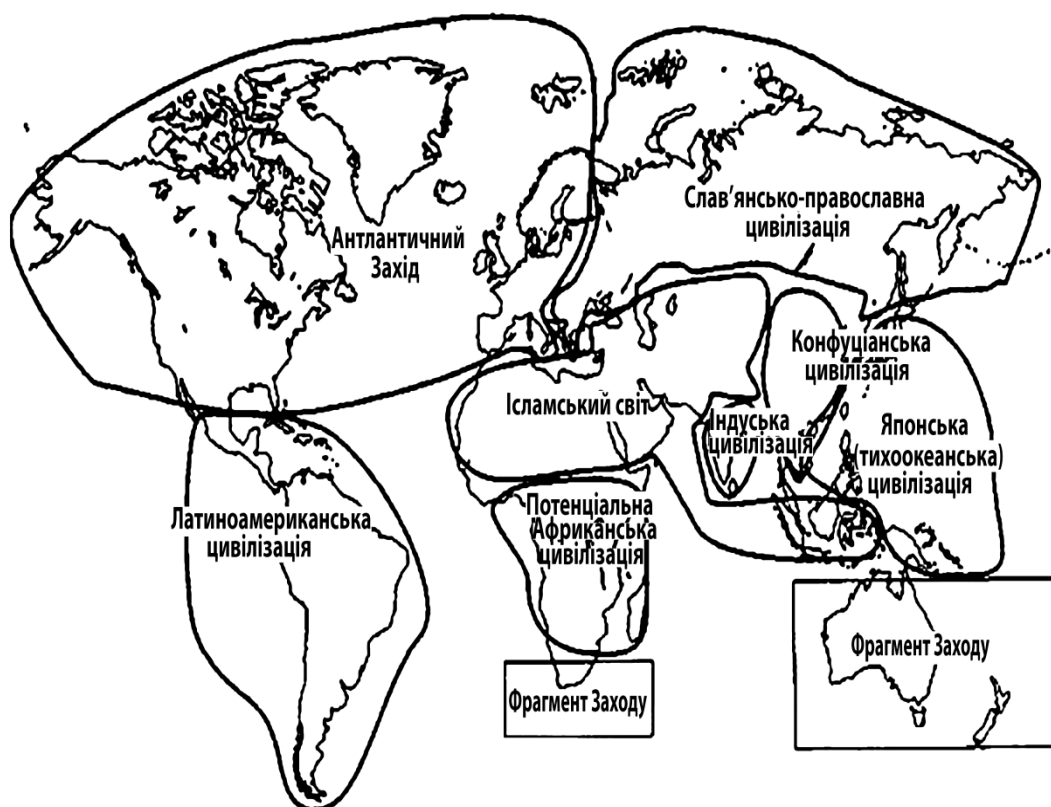 Антлантичний
Захід
Слав’янсько-православна
цивілізація
Конфуціанська
цивілізація
Ісламський світ
Індуська
цивілізація
Японська
(тихоокеанська)
цивілізація
Латиноамериканська
цивілізація
Потенціальна
Африканська
цивілізація
Фрагмент Заходу
Фрагмент Заходу